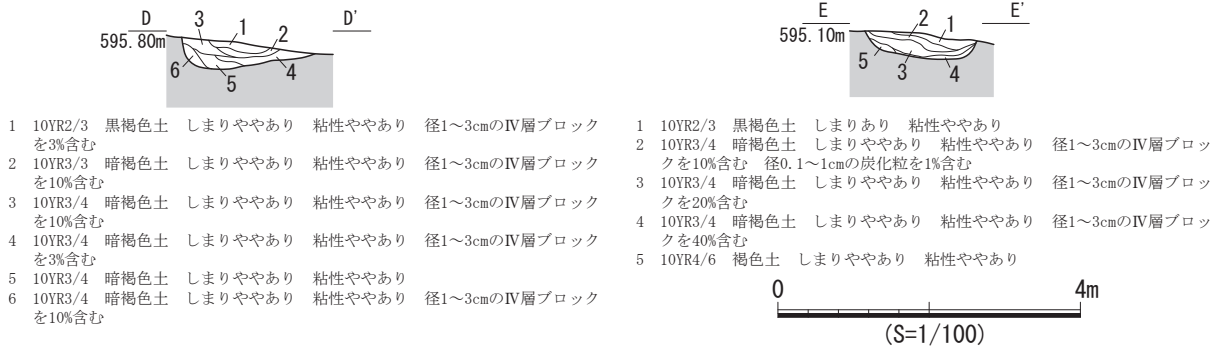 D D'
595.80m
3 1 2
6 5 4
1 10YR2/3 黒褐色土 しまりややあり 粘性ややあり 径1～3cmのⅣ層ブロック
を3%含む
2 10YR3/3 暗褐色土 しまりややあり 粘性ややあり 径1～3cmのⅣ層ブロック
を10%含む
3 10YR3/4 暗褐色土 しまりややあり 粘性ややあり 径1～3cmのⅣ層ブロック
を10%含む
4 10YR3/4 暗褐色土 しまりややあり 粘性ややあり 径1～3cmのⅣ層ブロック
を3%含む
5 10YR3/4 暗褐色土 しまりややあり 粘性ややあり
6 10YR3/4 暗褐色土 しまりややあり 粘性ややあり 径1～3cmのⅣ層ブロック
を10%含む
E E'
595.10m
2 1
5 3 4
1 10YR2/3 黒褐色土 しまりあり 粘性ややあり
2 10YR3/4 暗褐色土 しまりややあり 粘性ややあり 径1～3cmのⅣ層ブロッ
クを10%含む 径0.1～1cmの炭化粒を1%含む
3 10YR3/4 暗褐色土 しまりややあり 粘性ややあり 径1～3cmのⅣ層ブロッ
クを20%含む
4 10YR3/4 暗褐色土 しまりややあり 粘性ややあり 径1～3cmのⅣ層ブロッ
クを40%含む
5 10YR4/6 褐色土 しまりややあり 粘性ややあり
0 4m
(S=1/100)